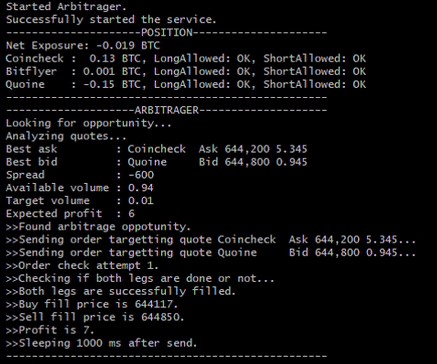 Started Arbitrager.
Successfully started the service.
--------------------POSITION--------------------
Net Exposure: -0.019 BTC
Coincheck :  0.13 BTC, LongAllowed: OK, ShortAllowed: OK
Bitflyer :  0.001 BTC, LongAllowed: OK, ShortAllowed: OK
Quoine    : -0.15 BTC, LongAllowed: OK, ShortAllowed: OK
------------------------------------------------
-------------------ARBITRAGER-------------------
Looking for opportunity...
Analyzing quotes...
Best ask         : Coincheck  Ask 644,200 5.345
Best bid         : Quoine     Bid 644,800 0.945
Spread           : -600
Available volume : 0.94
Target volume    : 0.01
Expected profit  : 6
>>Found arbitrage oppotunity.
>>Sending order targetting quote Coincheck  Ask 644,200 5.345...
>>Sending order targetting quote Quoine     Bid 644,800 0.945...
>>Order check attempt 1.
>>Checking if both legs are done or not...
>>Both legs are successfully filled.
>>Buy fill price is 644117.
>>Sell fill price is 644850.
>>Profit is 7.
>>Sleeping 1000 ms after send.
------------------------------------------------